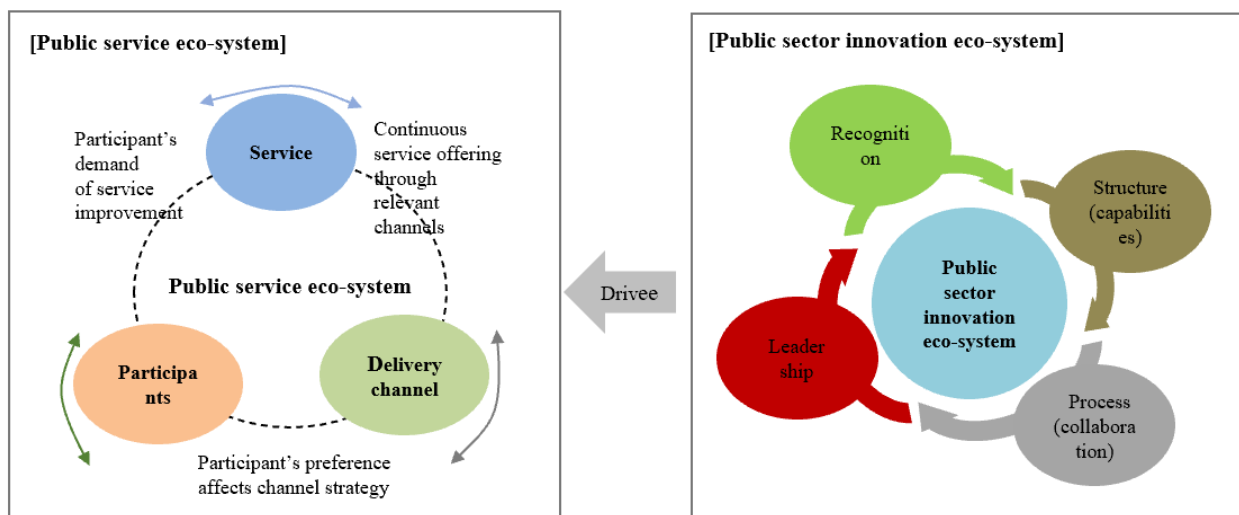 [Public service eco-system]
Service
Participant's
demand
of service
improvement
Continuous
service offering
through
relevant
channels
Public service eco-system
Participa
nts
Delivery
channel
Participant's preference
affects channel strategy
Drivee
[Public sector innovation eco-system]
Recogniti
on
Structure
(capabiliti
es)
Public
sector
innovation
eco-system
Leader
ship
Process
(collabora
tion)